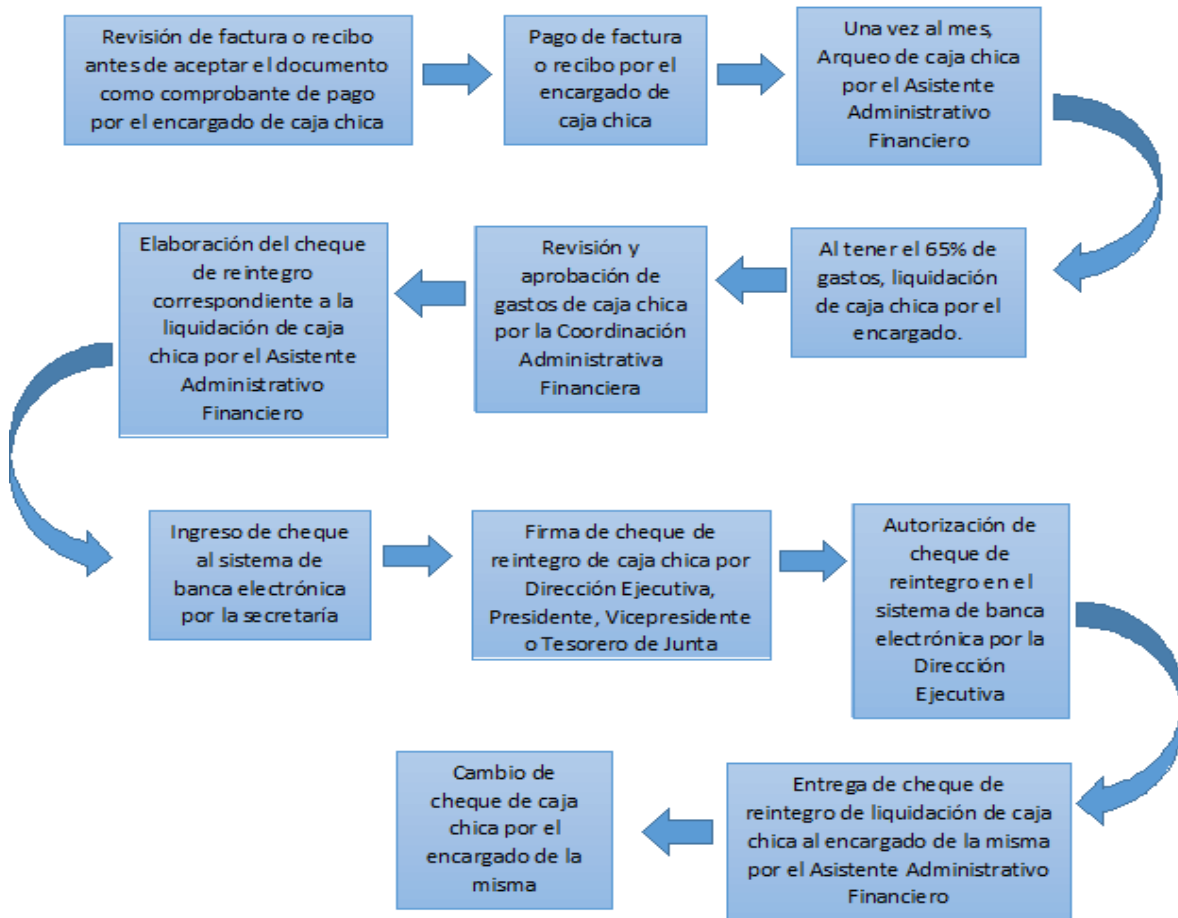 Revisión de factura o recibo
antes de aceptar el documento
como comprobante de pago
por el encargado de caja chica
Pago de factura
o recibo por el
encargado de
caja chica
Una vez al mes,
Arqueo de caja chica
por el Asistente
Administrativo
Financiero
Al tener el 65% de
gastos, liquidación
de caja chica por el
encargado.
Revisión y
aprobación de
gastos de caja chica
por la Coordinación
Administrativa
Financiera
Elaboración del cheque
de reintegro
correspondiente a la
liquidación de caja
chica por el Asistente
Administrativo
Financiero
Ingreso de cheque
al sistema de
banca electrónica
por la secretaría
Firma de cheque de
reintegro de caja chica por
Dirección Ejecutiva,
Presidente, Vicepresidente
o Tesorero de Junta
Autorización de
cheque de
reintegro en el
sistema de banca
electrónica por la
Dirección
Ejecutiva
Entrega de cheque de
reintegro de liquidación de caja
chica al encargado de la misma
por el Asistente Administrativo
Financiero
Cambio de
cheque de caja
chica por el
encargado de la
misma